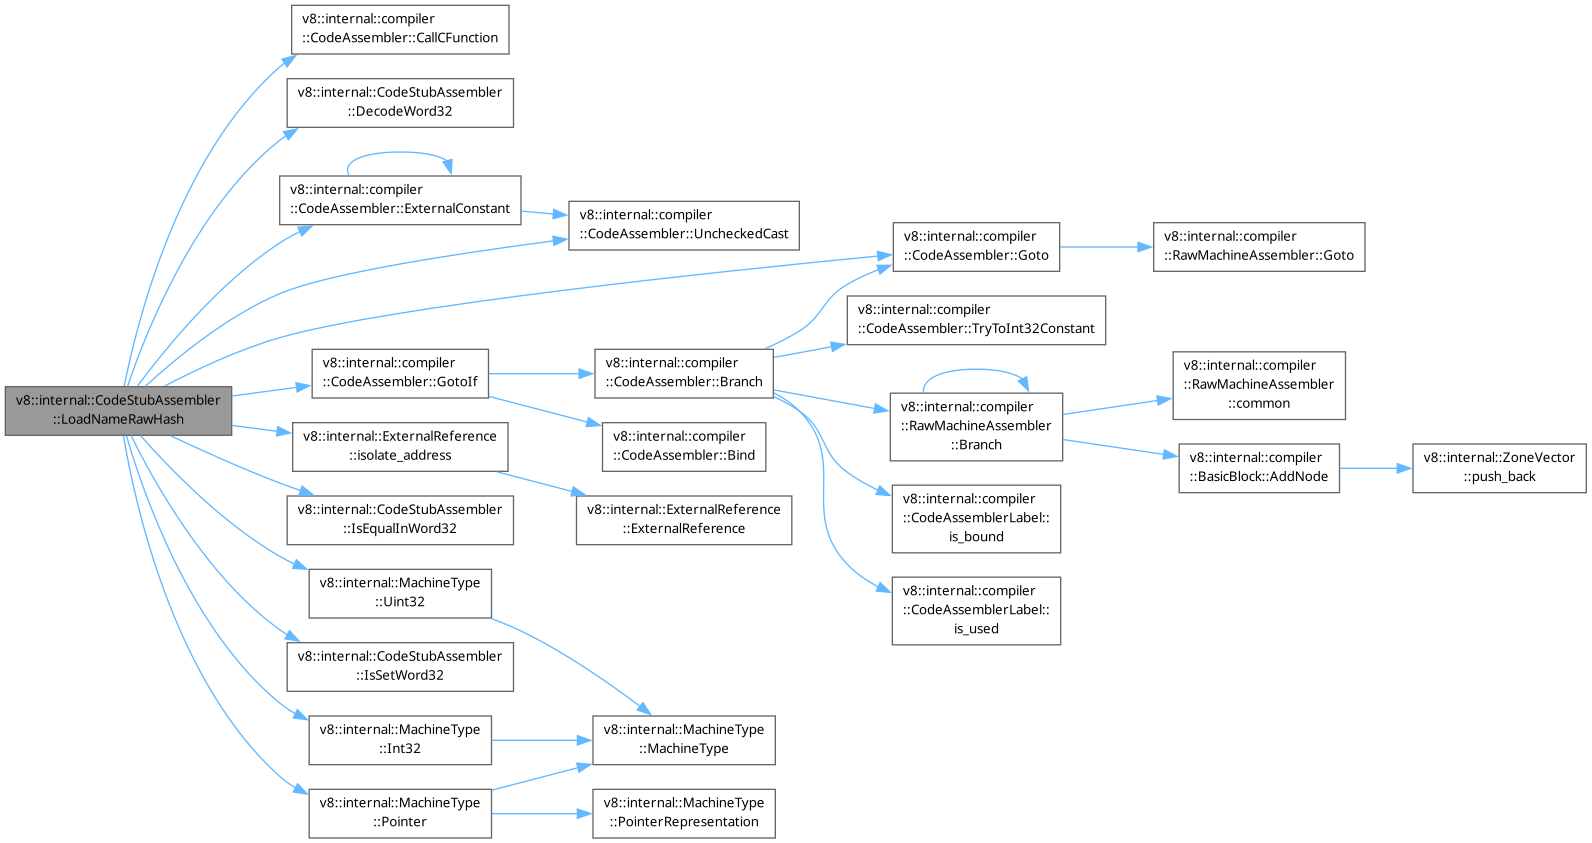 v8::internal::compiler
::CodeAssembler::CallCFunction
v8::internal::CodeStubAssembler
::DecodeWord32
v8::internal::compiler
::CodeAssembler::ExternalConstant
v8::internal::compiler
::CodeAssembler::UncheckedCast
v8::internal::compiler
::CodeAssembler::Goto
v8::internal::compiler
::RawMachineAssembler::Goto
v8::internal::compiler
::CodeAssembler::TryToInt32Constant
v8::internal::CodeStubAssembler
::LoadNameRawHash
v8::internal::compiler
::CodeAssembler::GotoIf
v8::internal::compiler
::CodeAssembler::Branch
v8::internal::compiler
::RawMachineAssembler
::Branch
v8::internal::compiler
::RawMachineAssembler
::common
v8::internal::ExternalReference
::isolate_address
v8::internal::compiler
::CodeAssembler::Bind
v8::internal::compiler
::BasicBlock::AddNode
v8::internal::ZoneVector
::push_back
v8::internal::CodeStubAssembler
::IsEqualInWord32
v8::internal::ExternalReference
::ExternalReference
v8::internal::compiler
::CodeAssemblerLabel::
is_bound
v8::internal::MachineType
::Uint32
v8::internal::compiler
::CodeAssemblerLabel::
is_used
v8::internal::CodeStubAssembler
::IsSetWord32
v8::internal::MachineType
::Int32
v8::internal::MachineType
::MachineType
v8::internal::MachineType
::Pointer
v8::internal::MachineType
::PointerRepresentation